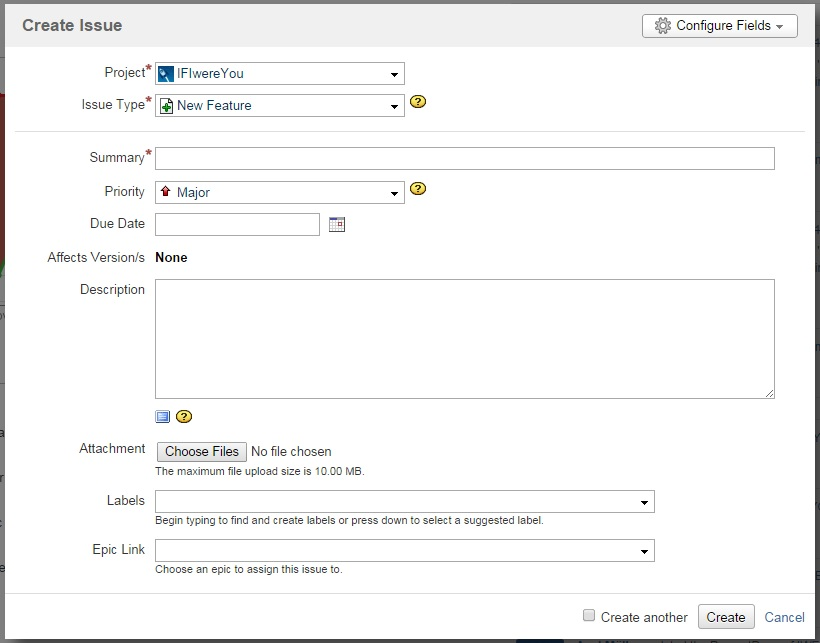 Create Issue
Configure Fields
Project*
IFIwereYou
Issue Type*
New Feature
?
Summary*
Priority
Major
?
Due Date
Affects Version/s
None
Description
?
Attachment
Choose Files No file chosen
The maximum file upload size is 10.00 MB.
Labels
Begin typing to find and create labels or press down to select a suggested label.
Epic Link
Choose an epic to assign this issue to.
Create another
Create
Cancel